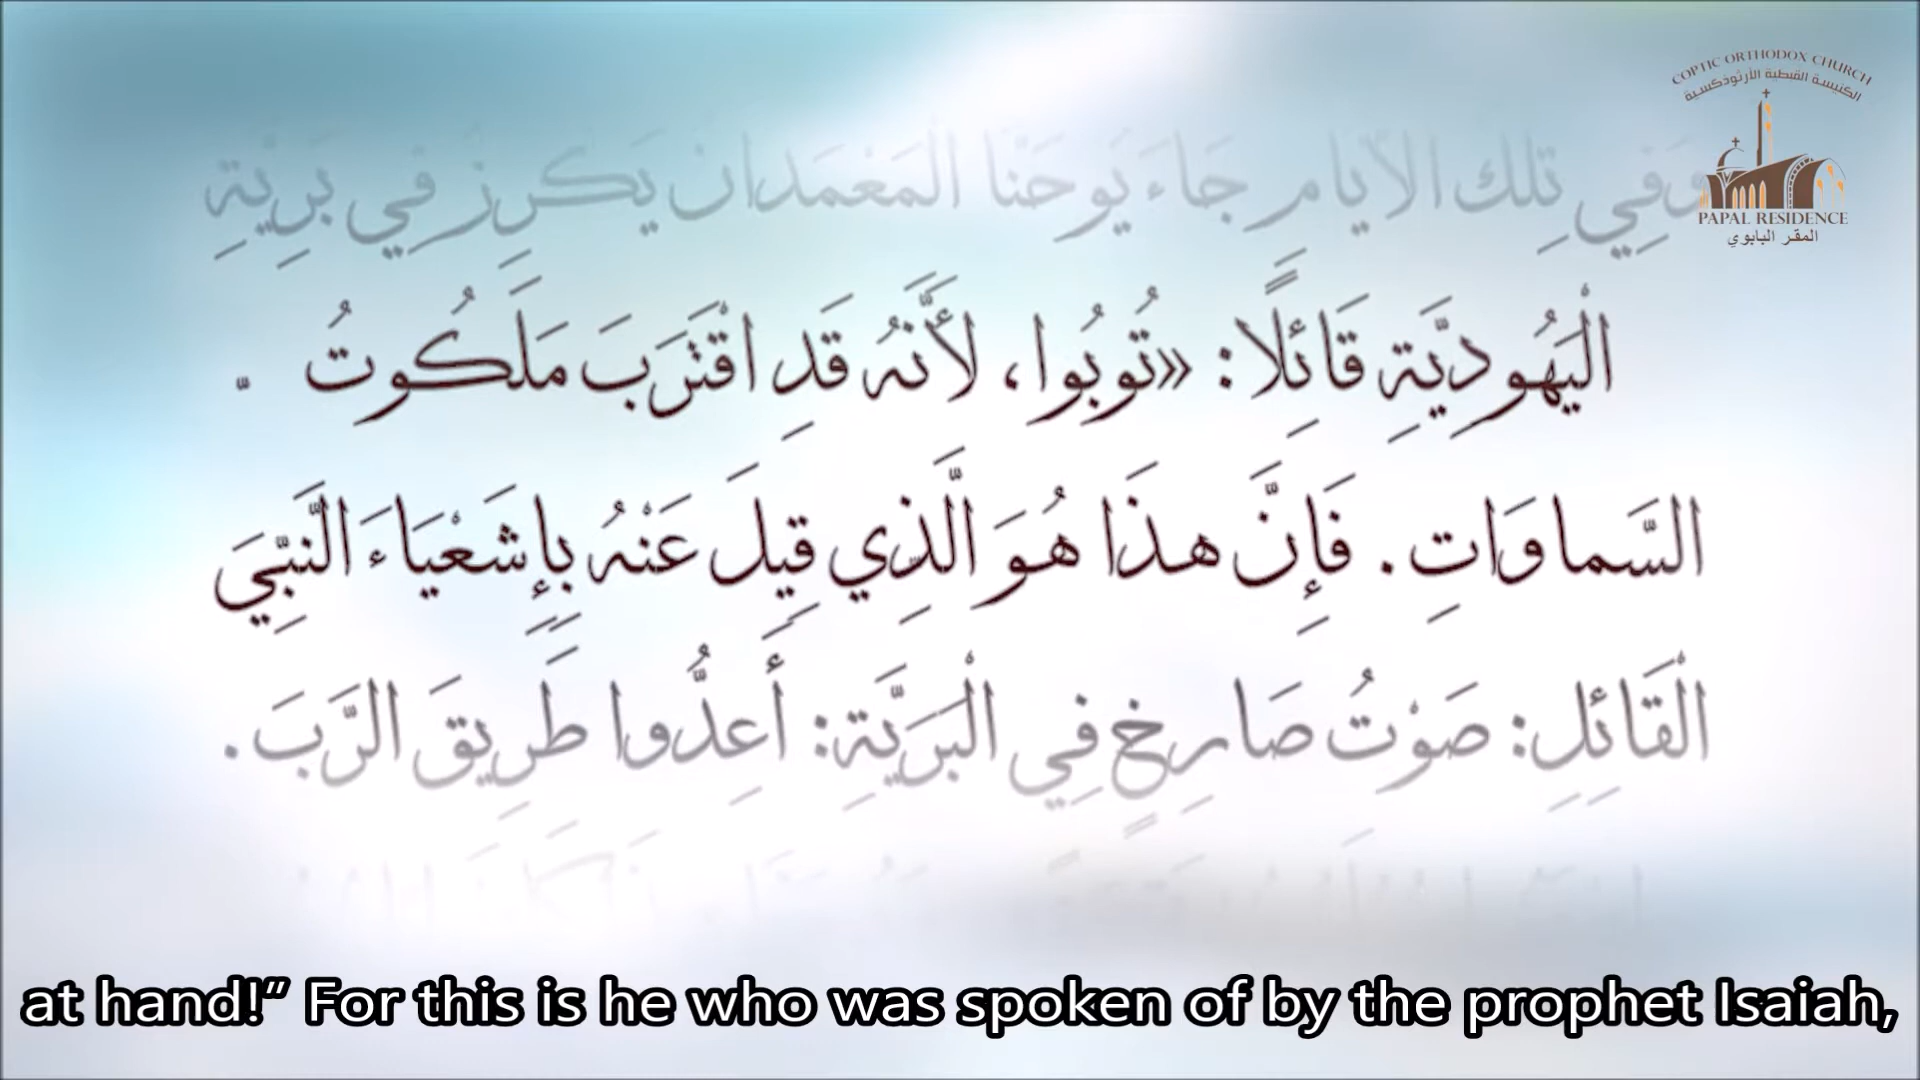 COPTIC ORTHODOX CHURCH
الكنيسة القبطية الأرثوذكسية
PAPAL RESIDENCE
المقر البابوي
وَفِي تِلْكَ الأَيَّامِ جَاءَ يُوحَنَّا الْمَعْمَدَانُ يَكْرِزُ فِي بَرِّيَّةِ
الْيَهُودِيَّةِ قَائِلًا: «تُوبُوا، لأَنَّهُ قَدِ اقْتَرَبَ مَلَكُوتُ
السَّماوَاتِ. فَإِنَّ هذَا هُوَ الَّذِي قِيلَ عَنْهُ بِإِشَعْيَاءَ النَّبِيِّ
الْقَائِلِ: صَوْتُ صَارِخٍ فِي الْبَرِّيَّةِ: أَعِدُّوا طَرِيقَ الرَّبِّ.
at hand!” For this is he who was spoken of by the prophet Isaiah,